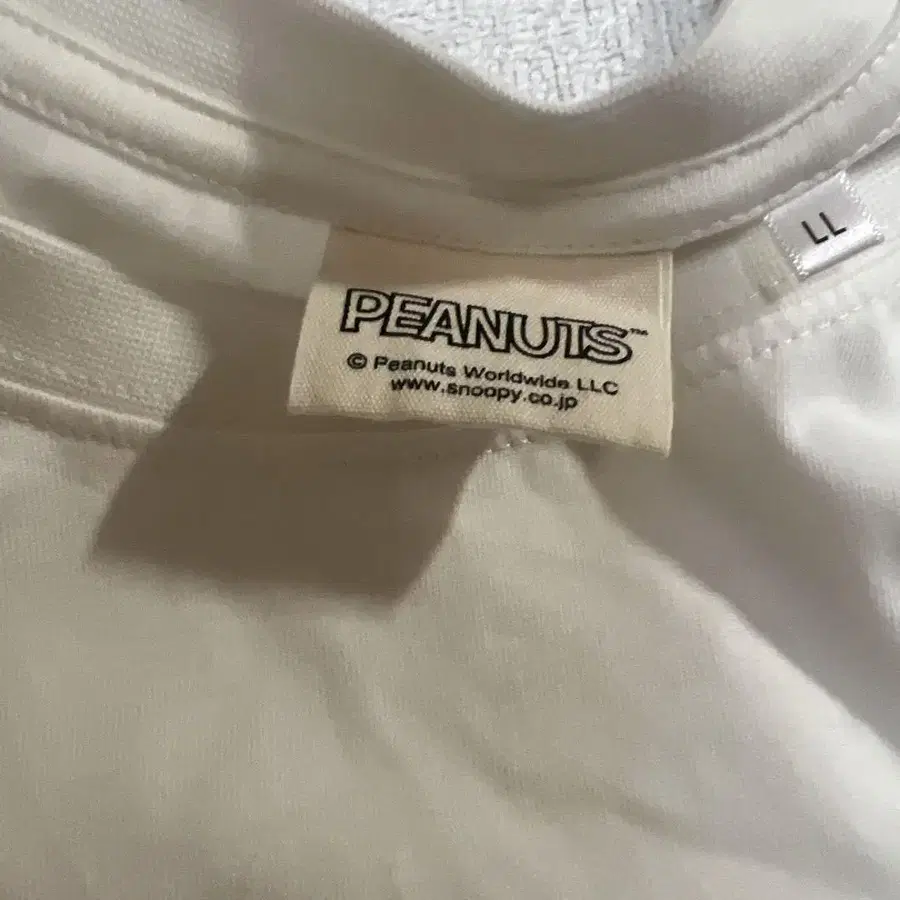 PEANUTS™
© Peanuts Worldwide LLC
www.snoopy.co.jp
LL